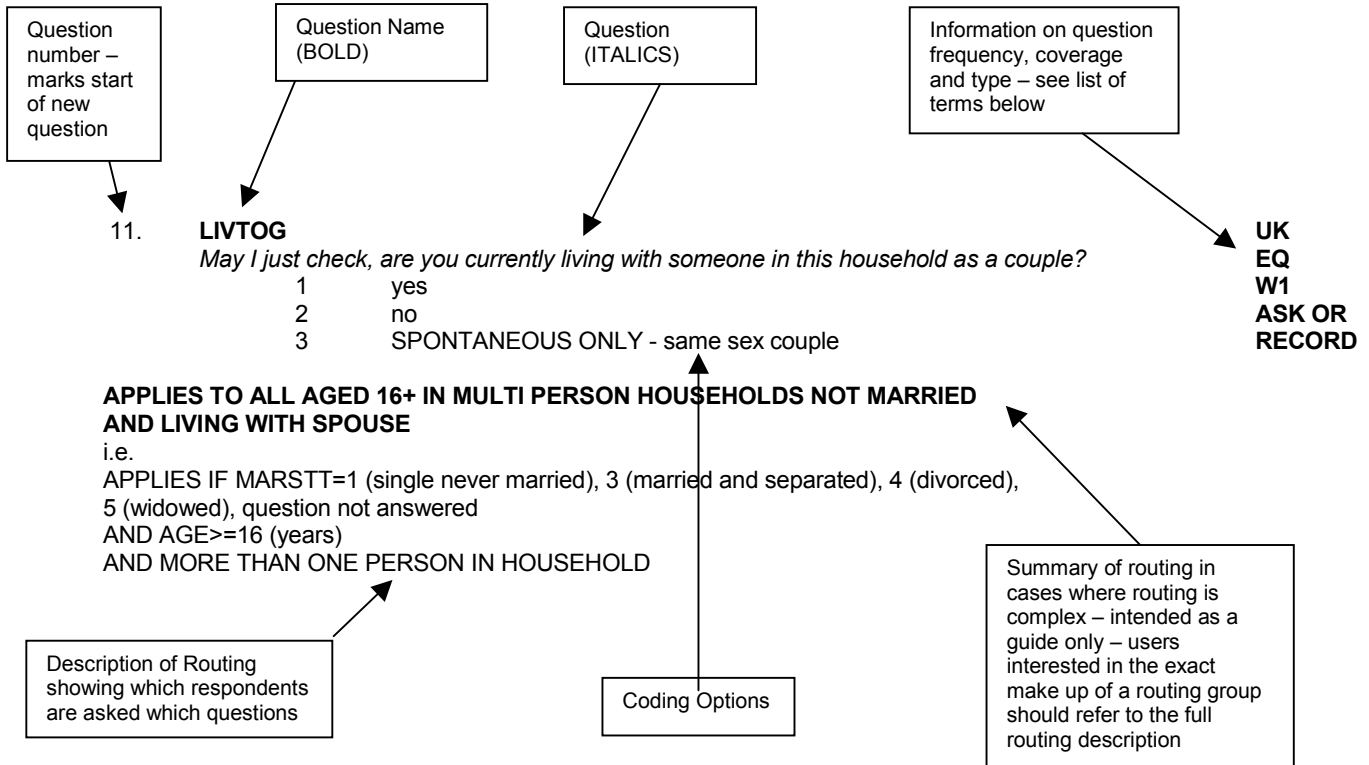 Question
number –
marks start
of new
question
Question Name
(BOLD)
Question
(ITALICS)
Information on question
frequency, coverage
and type – see list of
terms below
11. LIVTOG
May I just check, are you currently living with someone in this household as a couple?
1 yes
2 no
3 SPONTANEOUS ONLY - same sex couple
UK
EQ
W1
ASK OR
RECORD
APPLIES TO ALL AGED 16+ IN MULTI PERSON HOUSEHOLDS NOT MARRIED
AND LIVING WITH SPOUSE
i.e.
APPLIES IF MARSTT=1 (single never married), 3 (married and separated), 4 (divorced),
5 (widowed), question not answered
AND AGE>=16 (years)
AND MORE THAN ONE PERSON IN HOUSEHOLD
Description of Routing
showing which respondents
are asked which questions
Coding Options
Summary of routing in
cases where routing is
complex – intended as a
guide only – users
interested in the exact
make up of a routing group
should refer to the full
routing description